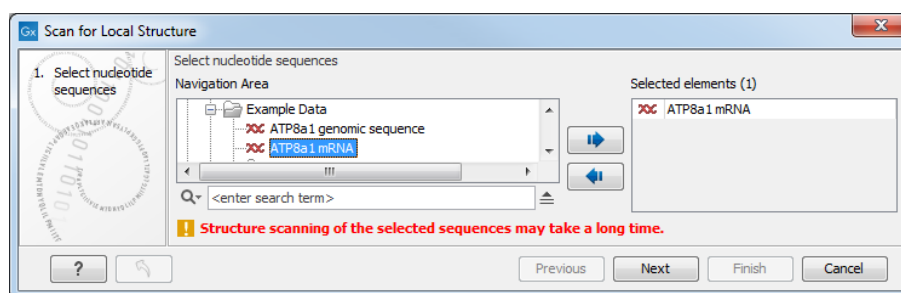 Gx Scan for Local Structure
1. Select nucleotide
sequences
Select nucleotide sequences
Navigation Area
Example Data
ATP8a1 genomic sequence
ATP8a1 mRNA
<enter search term>
Structure scanning of the selected sequences may take a long time.
Selected elements (1)
ATP8a1 mRNA
?
Previous
Next
Finish
Cancel